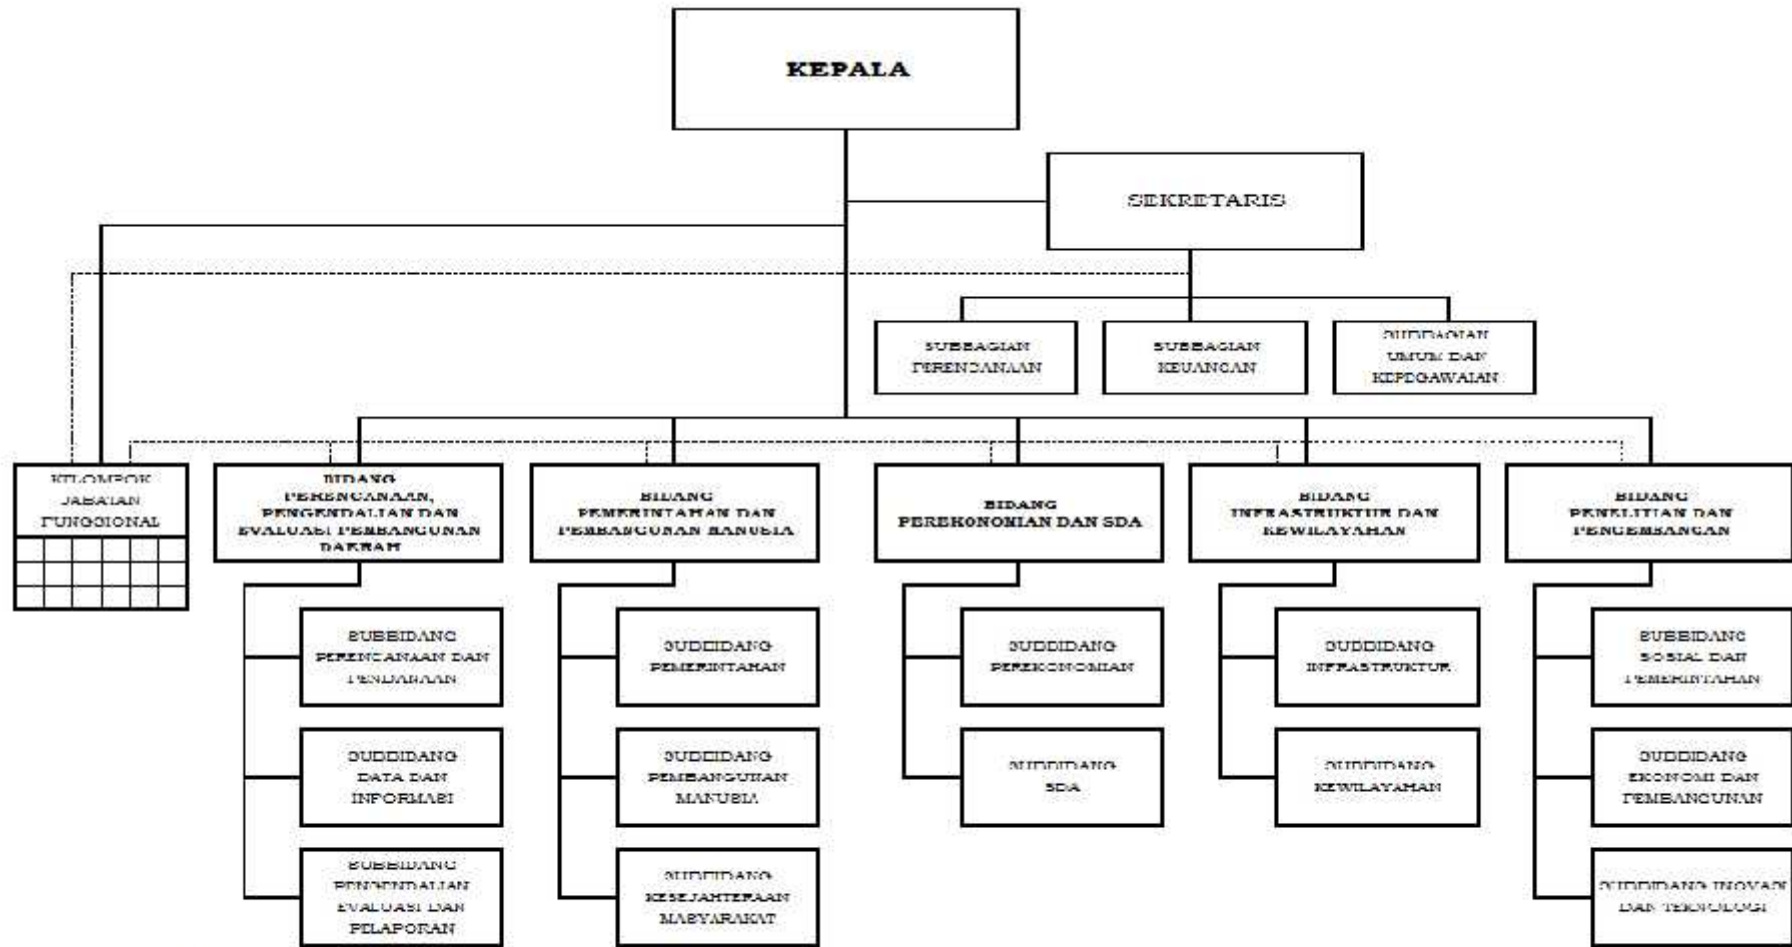 KEPALA
SEKRETARIS
SUBBAGIAN
PERENCANAAN
SUBBAGIAN
KEUANGAN
SUBBAGIAN
UMUM DAN
KEPEGAWAIAN
KELOMPOK
JABATAN
FUNGSIONAL
BIDANG
PERENCANAAN,
PENGENDALIAN DAN
EVALUASI PEMBANGUNAN
DAERAH
BIDANG
PEMERINTAHAN DAN
PEMBANGUNAN MANUSIA
BIDANG
PEREKONOMIAN DAN SDA
BIDANG
INFRASTRUKTUR DAN
KEWILAYAHAN
BIDANG
PENELITIAN DAN
PENGEMBANGAN
SUBBIDANG
PERENCANAAN DAN
PENDANAAN
SUBBIDANG
DATA DAN
INFORMASI
SUBBIDANG
PENGENDALIAN
EVALUASI DAN
PELAPORAN
SUBBIDANG
PEMERINTAHAN
SUBBIDANG
PEMBANGUNAN
MANUSIA
SUBBIDANG
KESEJAHTERAAN
MASYARAKAT
SUBBIDANG
PEREKONOMIAN
SUBBIDANG
SDA
SUBBIDANG
INFRASTRUKTUR
SUBBIDANG
KEWILAYAHAN
SUBBIDANG
SOSIAL DAN
PEMERINTAHAN
SUBBIDANG
EKONOMI DAN
PEMBANGUNAN
SUBBIDANG INOVASI
DAN TEKNOLOGI